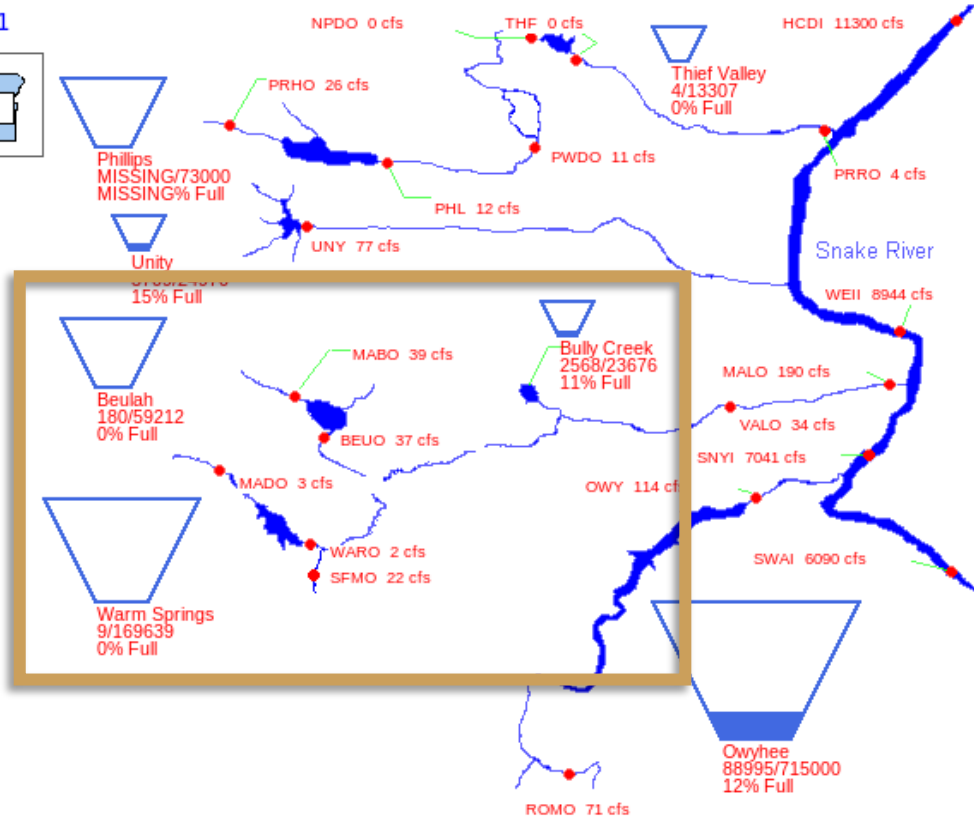 1
NPDO 0 cfs
THF 0 cfs
HCDI 11300 cfs
Thief Valley
4/13307
0% Full
PRHO 26 cfs
Phillips
MISSING/73000
MISSING% Full
PWDO 11 cfs
PRRO 4 cfs
PHL 12 cfs
Unity
15% Full
UNY 77 cfs
Snake River
WEII 8944 cfs
Beulah
180/59212
0% Full
MABO 39 cfs
Bully Creek
2568/23676
11% Full
MALO 190 cfs
VALO 34 cfs
BEUO 37 cfs
SNYI 7041 cfs
MADO 3 cfs
OWY 114 cfs
WARO 2 cfs
SFMO 22 cfs
SWAI 6090 cfs
Warm Springs
9/169639
0% Full
Owyhee
88995/715000
12% Full
ROMO 71 cfs